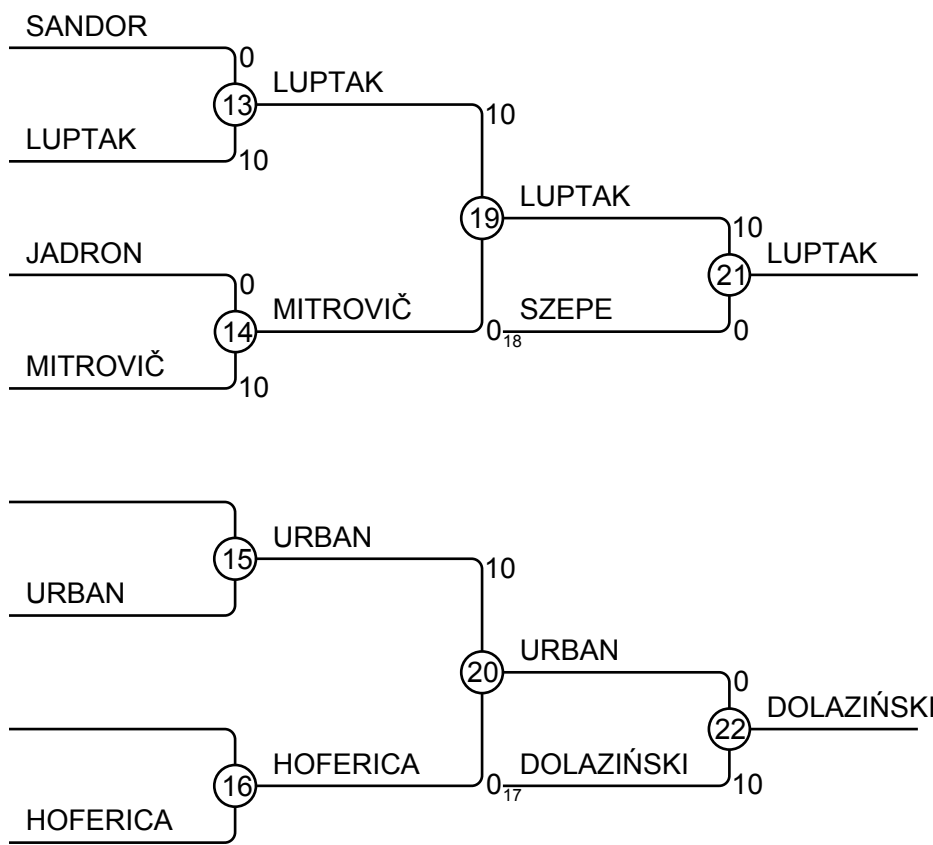 SANDOR
0
13
LUPTAK
10
LUPTAK
10
19
LUPTAK
10
JADRON
0
21
LUPTAK
14
MITROVIČ
0
18
SZEPE
0
MITROVIČ
10
15
URBAN
10
URBAN
20
URBAN
0
22
DOLAZIŃSKI
16
HOFERICA
0
17
DOLAZIŃSKI
10
HOFERICA